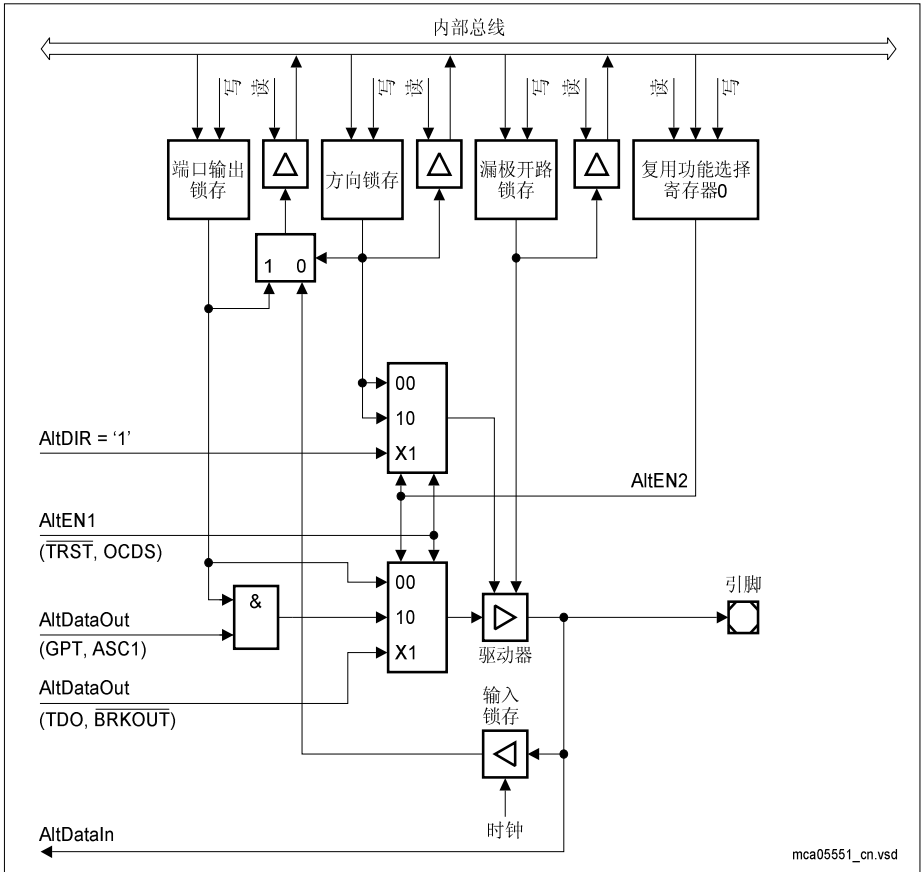 内部总线
写
读
写
读
写
读
读
写
端口输出
锁存
方向锁存
漏极开路
锁存
复用功能选择
寄存器0
1 0
00
10
X1
AltDIR = ‘1’
AltEN2
AltEN1
(TRST, OCDS)
00
10
X1
&
AltDataOut
(GPT, ASC1)
引脚
驱动器
AltDataOut
(TDO, BRKOUT)
输入
锁存
时钟
AltDataIn
mca05551_cn.vsd